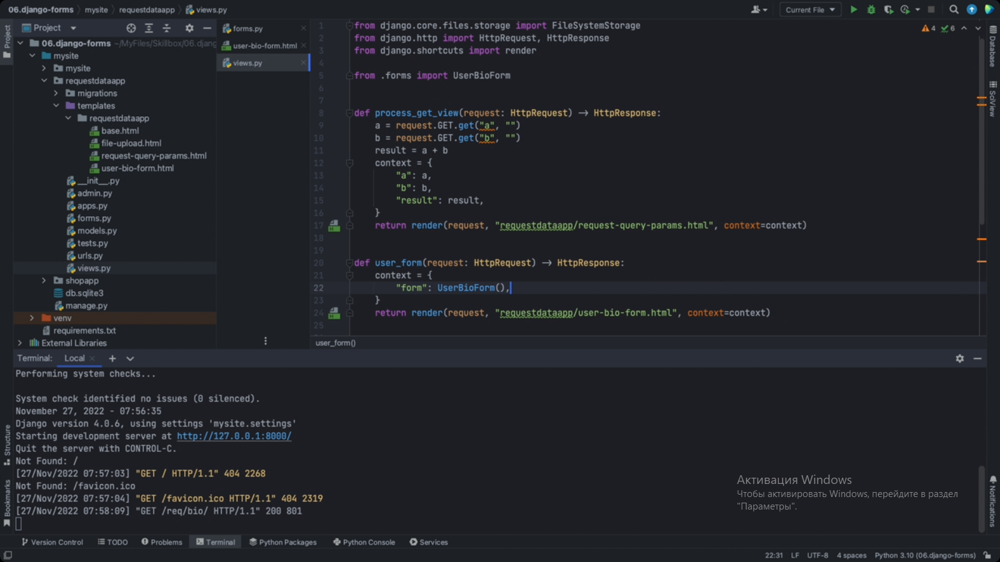 06.django-forms mysite requestdataapp views.py
Current File
Project
06.django-forms ~/MyFiles/Skillbox/06.djang
mysite
mysite
requestdataapp
migrations
templates
requestdataapp
base.html
file-upload.html
request-query-params.html
user-bio-form.html
__init__.py
admin.py
apps.py
forms.py
models.py
tests.py
urls.py
views.py
shopapp
db.sqlite3
manage.py
venv
requirements.txt
External Libraries
forms.py
user-bio-form.html
views.py
4 6
1 from django.core.files.storage import FileSystemStorage
2 from django.http import HttpRequest, HttpResponse
3 from django.shortcuts import render
4
5 from .forms import UserBioForm
6
7
8 def process_get_view(request: HttpRequest) → HttpResponse:
9 a = request.GET.get("a", "")
10 b = request.GET.get("b", "")
11 result = a + b
12 context = {
13 "a": a,
14 "b": b,
15 "result": result,
16 }
17 return render(request, "requestdataapp/request-query-params.html", context=context)
18
19
20 def user_form(request: HttpRequest) → HttpResponse:
21 context = {
22 "form": UserBioForm(),
23 }
24 return render(request, "requestdataapp/user-bio-form.html", context=context)
25
user_form()
Project
Structure
Bookmarks
Database
SciView
Notifications
Terminal: Local
Performing system checks...
System check identified no issues (0 silenced).
November 27, 2022 - 07:56:35
Django version 4.0.6, using settings 'mysite.settings'
Starting development server at http://127.0.0.1:8000/
Quit the server with CONTROL-C.
Not Found: /
[27/Nov/2022 07:57:03] "GET / HTTP/1.1" 404 2268
Not Found: /favicon.ico
[27/Nov/2022 07:57:04] "GET /favicon.ico HTTP/1.1" 404 2319
[27/Nov/2022 07:58:09] "GET /req/bio/ HTTP/1.1" 200 801
Активация Windows
Чтобы активировать Windows, перейдите в раздел
"Параметры".
Version Control TODO Problems Terminal Python Packages Python Console Services
22:31 LF UTF-8 4 spaces Python 3.10 (06.django-forms)